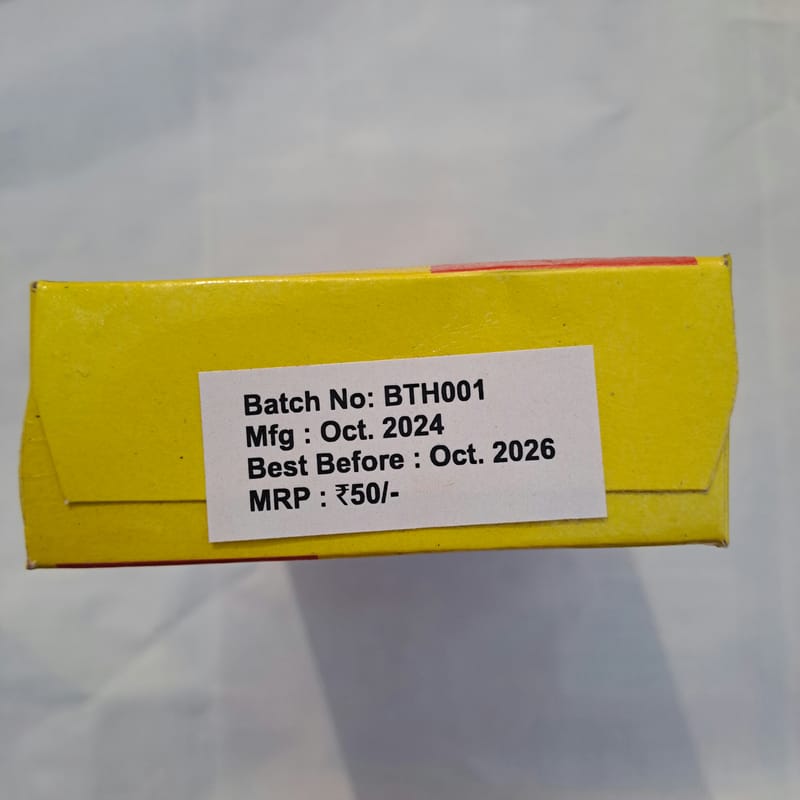 Batch No: BTH001
Mfg : Oct. 2024
Best Before : Oct. 2026
MRP : ₹50/-